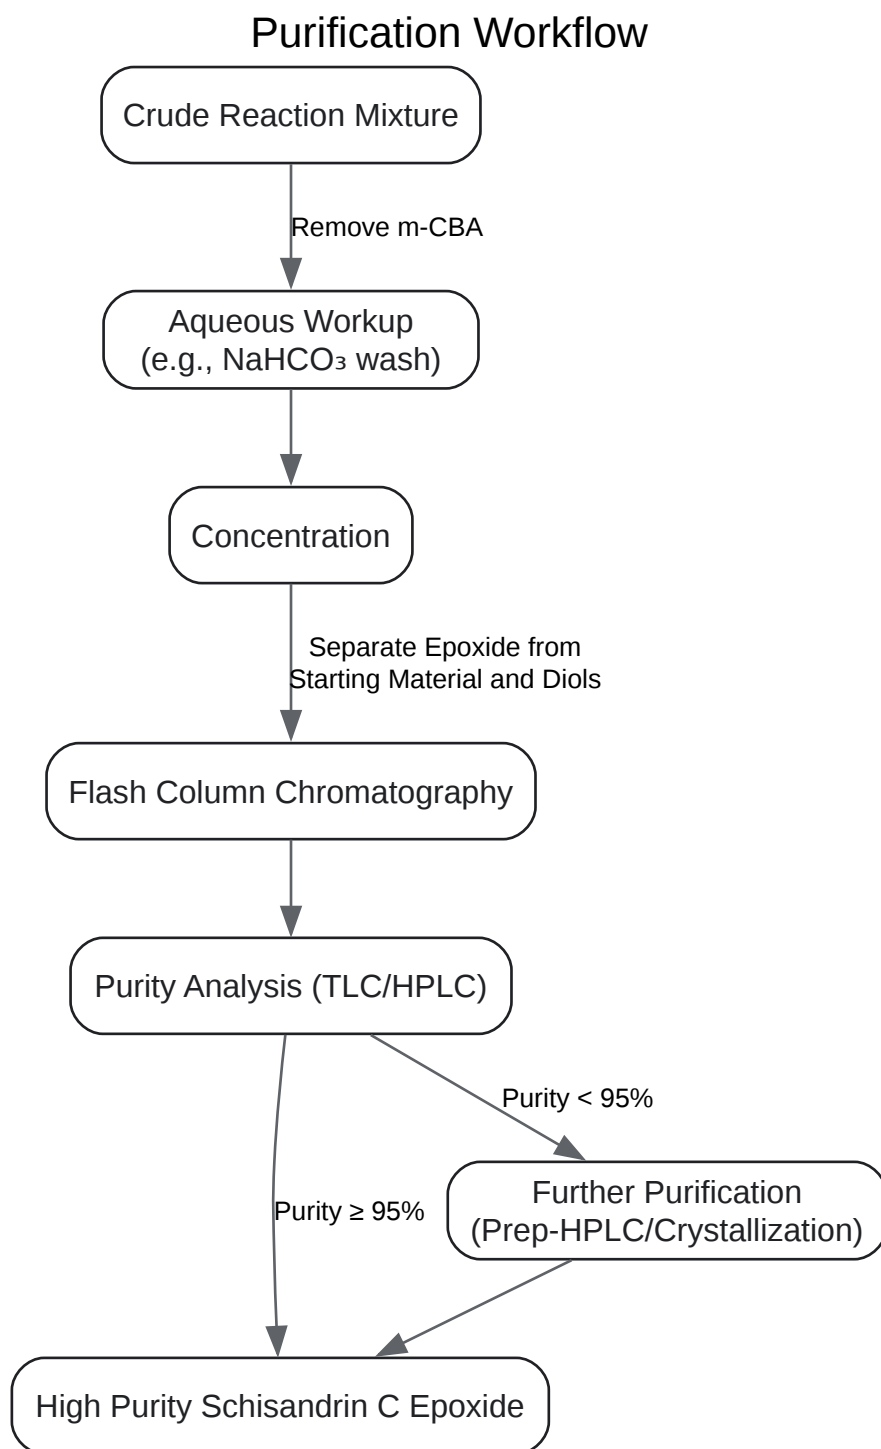 Purification Workflow
Crude Reaction Mixture
Remove m-CBA
Aqueous Workup
(e.g., NaHCO₃ wash)
Concentration
Separate Epoxide from
Starting Material and Diols
Flash Column Chromatography
Purity Analysis (TLC/HPLC)
Purity < 95%
Further Purification
(Prep-HPLC/Crystallization)
Purity ≥ 95%
High Purity Schisandrin C Epoxide